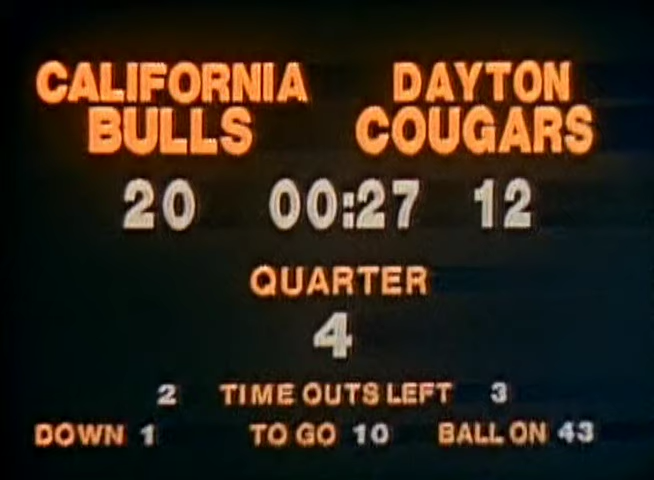 CALIFORNIA BULLS
DAYTON COUGARS
20 00:27 12
QUARTER
4
2 TIME OUTS LEFT 3
DOWN 1 TO GO 10 BALL ON 43